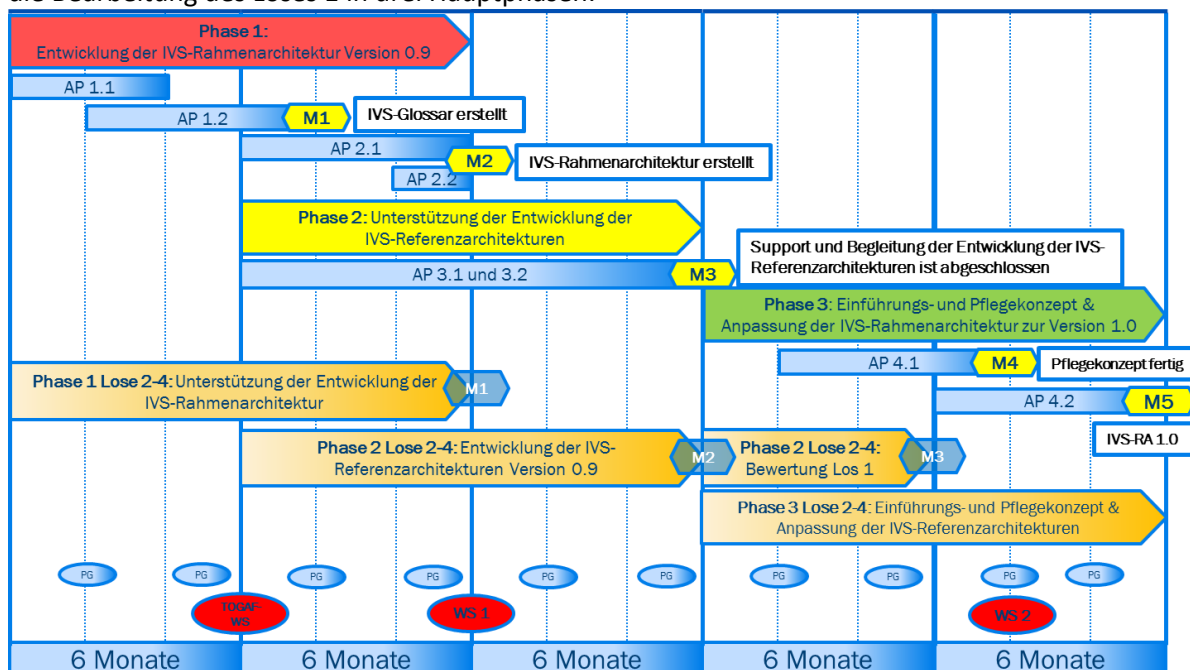 die Bearbeitung des Loses 1 in drei Hauptphasen.
Phase 1:
Entwicklung der IVS-Rahmenarchitektur Version 0.9
AP 1.1
AP 1.2
M1
IVS-Glossar erstellt
AP 2.1
M2
IVS-Rahmenarchitektur erstellt
AP 2.2
Phase 2: Unterstützung der Entwicklung der
IVS-Referenzarchitekturen
Support und Begleitung der Entwicklung der IVS-
Referenzarchitekturen ist abgeschlossen
AP 3.1 und 3.2
M3
Phase 3: Einführungs- und Pflegekonzept &
Anpassung der IVS-Rahmenarchitektur zur Version 1.0
AP 4.1
M4
Pflegekonzept fertig
Phase 1 Lose 2-4: Unterstützung der Entwicklung der
IVS-Rahmenarchitektur
M1
AP 4.2
M5
IVS-RA 1.0
Phase 2 Lose 2-4: Entwicklung der IVS-
Referenzarchitekturen Version 0.9
M2
Phase 2 Lose 2-4:
Bewertung Los 1
M3
Phase 3 Lose 2-4: Einführungs- und Pflegekonzept &
Anpassung der IVS-Referenzarchitekturen
PG
PG
PG
PG
PG
PG
PG
PG
PG
PG
TOGAF-
WS
WS 1
WS 2
6 Monate
6 Monate
6 Monate
6 Monate
6 Monate